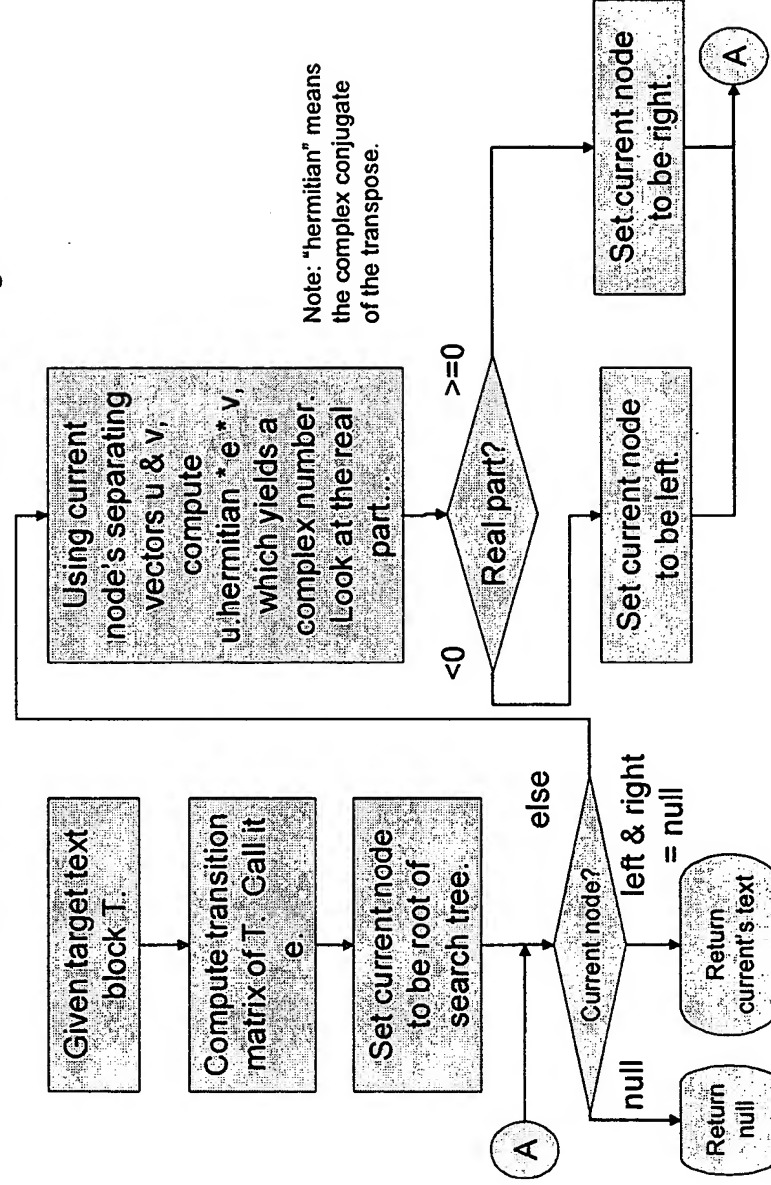 Given target text
block T.
Compute transition
matrix of T. Call it
e.
Set current node
to be root of
search tree.
A
Current node?
null
left & right
= null
else
Return
null
Return
current's text
Using current
node's separating
vectors u & v,
compute
u.hermitian * e * v,
which yields a
complex number.
Look at the real
part....
Real part?
<0
>=0
Set current node
to be left.
Set current node
to be right.
A
Note: "hermitian" means
the complex conjugate
of the transpose.